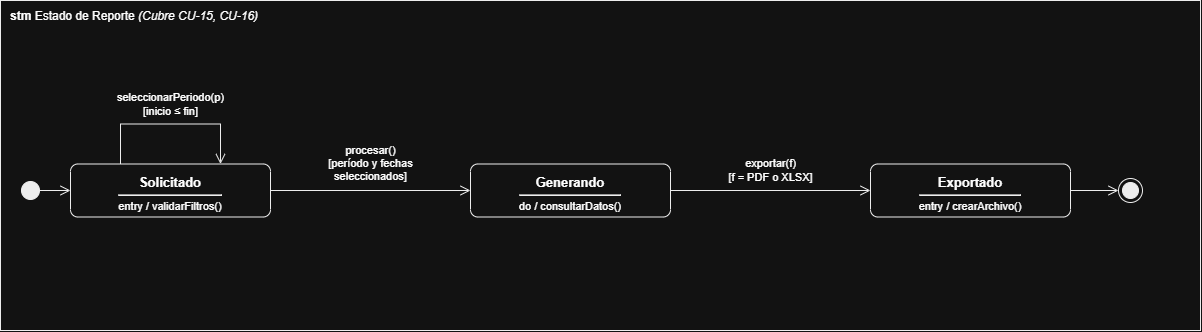 stm Estado de Reporte (Cubre CU-15, CU-16)
seleccionarPeriodo(p)
[inicio ≤ fin]
procesar()
[período y fechas
seleccionados]
exportar(f)
[f = PDF o XLSX]
Solicitado
entry / validarFiltros()
Generando
do / consultarDatos()
Exportado
entry / crearArchivo()